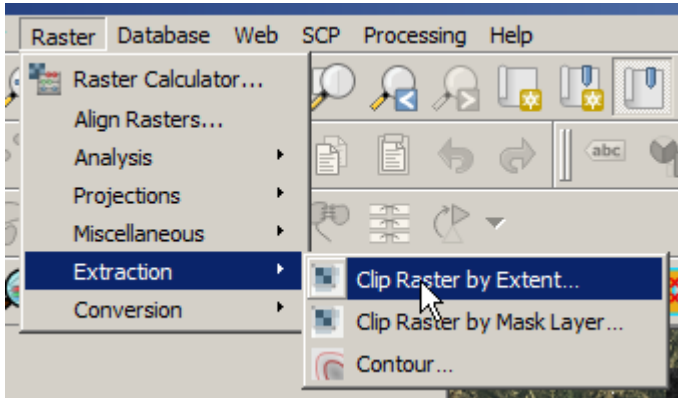 Raster Database Web SCP Processing Help
Raster Calculator...
Align Rasters...
Analysis
Projections
Miscellaneous
Extraction
Conversion
abc
Clip Raster by Extent...
Clip Raster by Mask Layer...
Contour...